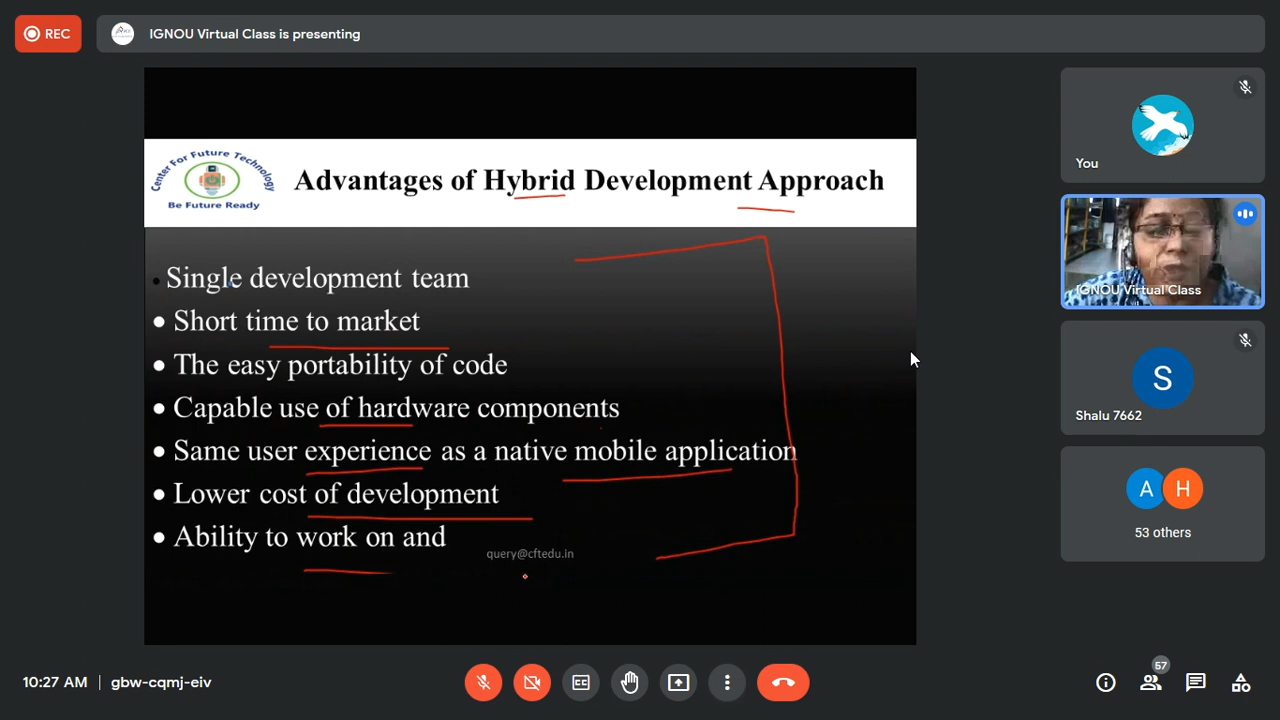 REC
IGNOU Virtual Class is presenting
Center For Future Technology
Be Future Ready
Advantages of Hybrid Development Approach
• Single development team
• Short time to market
• The easy portability of code
• Capable use of hardware components
• Same user experience as a native mobile application
• Lower cost of development
• Ability to work on and
query@cftedu.in
You
IGNOU Virtual Class
S
Shalu 7662
A
H
53 others
10:27 AM | gbw-cqmj-eiv
CC
57